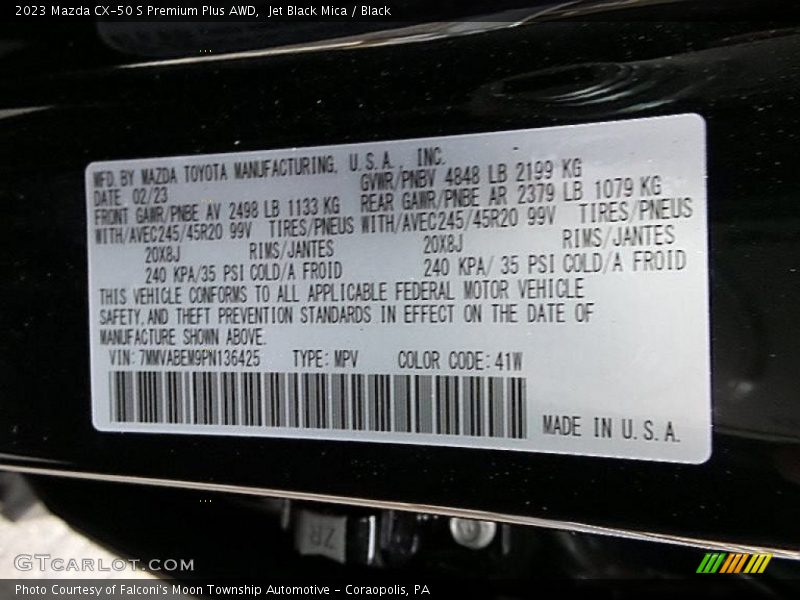 2023 Mazda CX-50 S Premium Plus AWD,  Jet Black Mica / Black
MFD. BY MAZDA TOYOTA MANUFACTURING, U.S.A., INC.
DATE 02/23 GVWR/PNBV 4848 LB 2199 KG
FRONT GAWR/PNBE AV 2498 LB 1133 KG REAR GAWR/PNBE AR 2379 LB 1079 KG
WITH/AVEC245/45R20 99V TIRES/PNEUS WITH/AVEC245/45R20 99V TIRES/PNEUS
20X8J RIMS/JANTES 20X8J RIMS/JANTES
240 KPA/35 PSI COLD/A FROID 240 KPA/ 35 PSI COLD/A FROID
THIS VEHICLE CONFORMS TO ALL APPLICABLE FEDERAL MOTOR VEHICLE
SAFETY,AND THEFT PREVENTION STANDARDS IN EFFECT ON THE DATE OF
MANUFACTURE SHOWN ABOVE.
VIN: 7MMVABEM9PN136425 TYPE: MPV COLOR CODE: 41W
MADE IN U.S.A.
ZR
GTCarLot.com
Photo Courtesy of Falconi's Moon Township Automotive - Coraopolis, PA